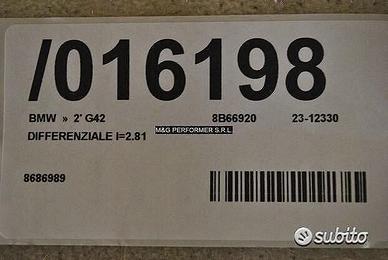 /016198
BMW » 2' G42 8B66920 23-12330
M&G PERFORMER S.R.L
DIFFERENZIALE I=2.81
8686989
subito